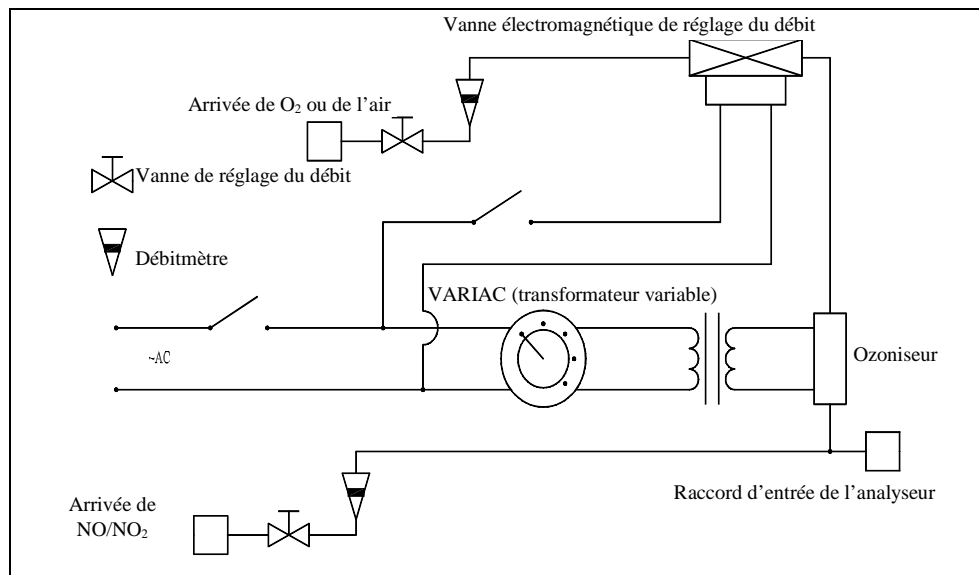 Vanne électromagnétique de réglage du débit
Arrivée de O₂ ou de l'air
Vanne de réglage du débit
Débitmètre
VARIAC (transformateur variable)
~AC
Ozoniseur
Raccord d'entrée de l'analyseur
Arrivée de
NO/NO₂